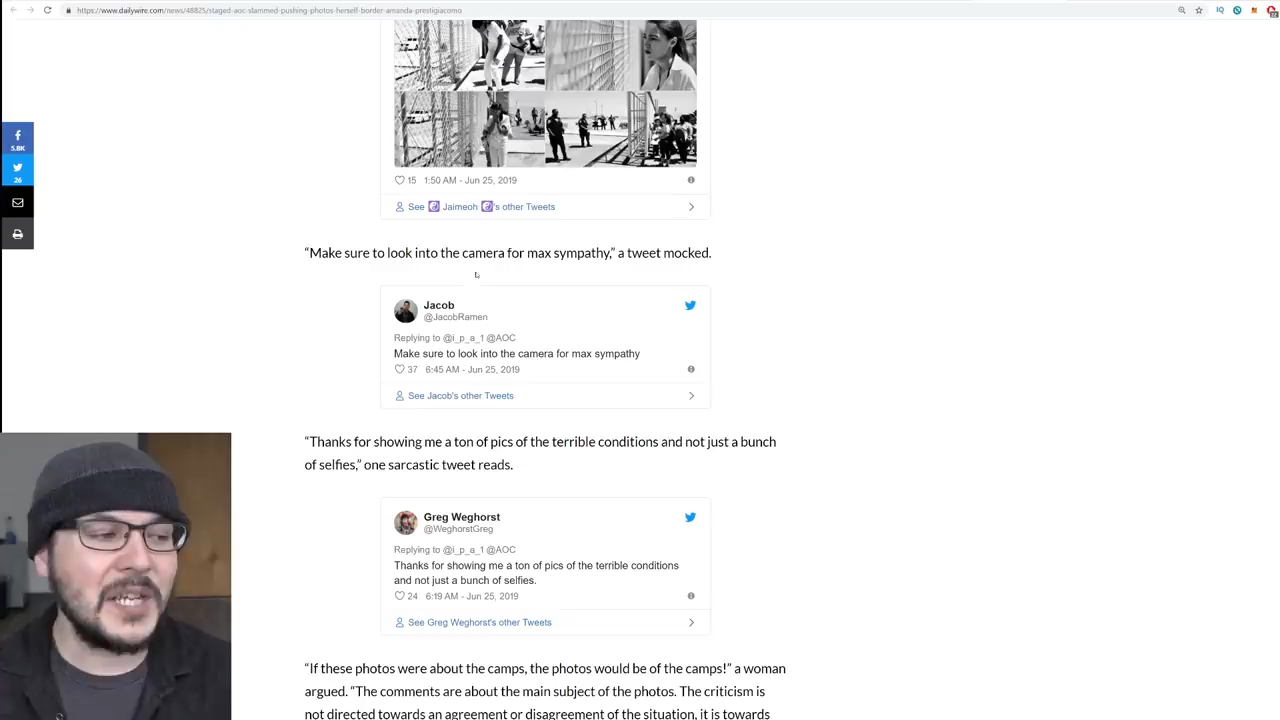 https://www.dailywire.com/news/48825/staged-aoc-slammed-pushing-photos-herself-border-amanda-prestigiacomo
IQ
5.8K
26
15 1:50 AM - Jun 25, 2019
See Jaimeoh 's other Tweets
“Make sure to look into the camera for max sympathy,” a tweet mocked.
Jacob
@JacobRamen
Replying to @i_p_a_1 @AOC
Make sure to look into the camera for max sympathy
37 6:45 AM - Jun 25, 2019
See Jacob's other Tweets
“Thanks for showing me a ton of pics of the terrible conditions and not just a bunch
of selfies,” one sarcastic tweet reads.
Greg Weghorst
@WeghorstGreg
Replying to @i_p_a_1 @AOC
Thanks for showing me a ton of pics of the terrible conditions
and not just a bunch of selfies.
24 6:19 AM - Jun 25, 2019
See Greg Weghorst's other Tweets
“If these photos were about the camps, the photos would be of the camps!” a woman
argued. “The comments are about the main subject of the photos. The criticism is
not directed towards an agreement or disagreement of the situation, it is towards